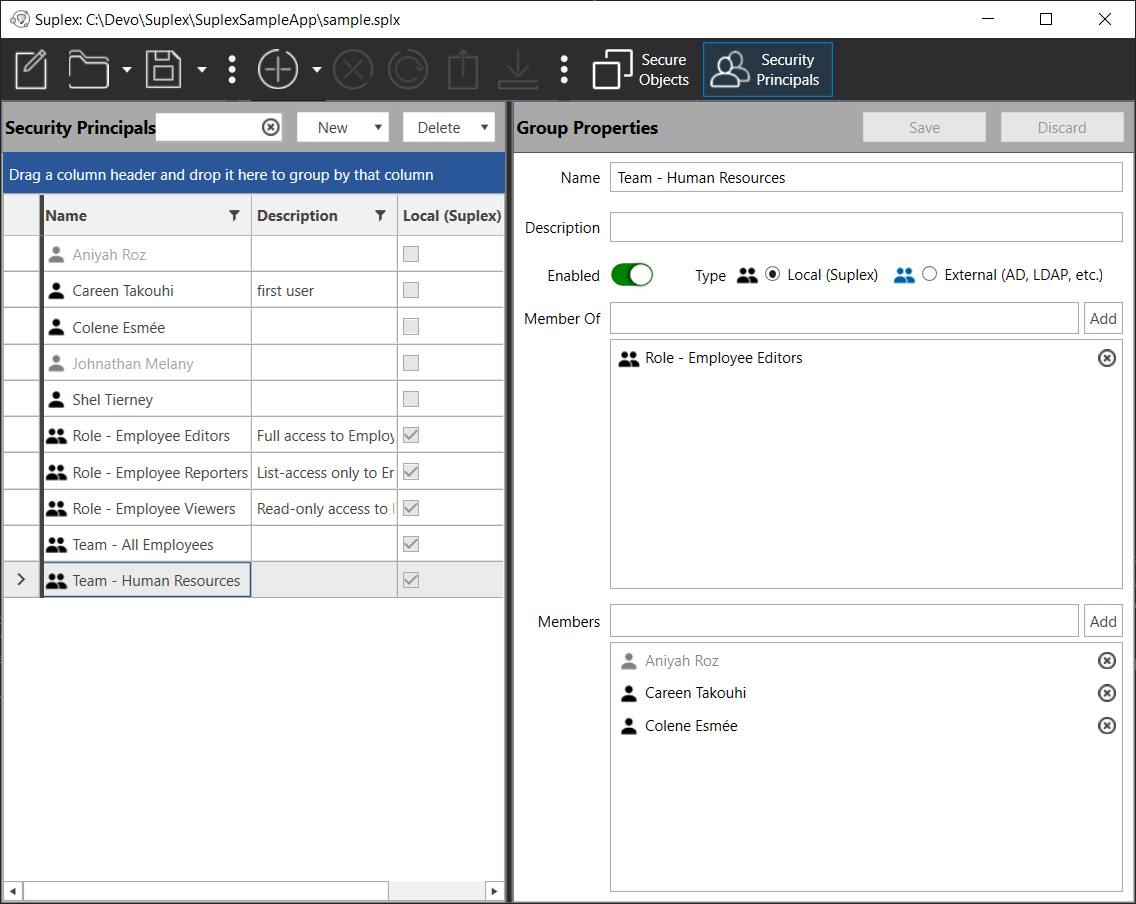 Suplex: C:\Devo\Suplex\SuplexSampleApp\sample.splx
Secure Objects
Security Principals
Security Principals
New
Delete
Drag a column header and drop it here to group by that column
Name Description Local (Suplex)
Aniyah Roz
Careen Takouhi first user
Colene Esmée
Johnathan Melany
Shel Tierney
Role - Employee Editors Full access to Employ
Role - Employee Reporters List-access only to Er
Role - Employee Viewers Read-only access to
Team - All Employees
Team - Human Resources
Group Properties
Save
Discard
Name Team - Human Resources
Description
Enabled Type Local (Suplex) External (AD, LDAP, etc.)
Member Of Add
Role - Employee Editors
Members Add
Aniyah Roz
Careen Takouhi
Colene Esmée